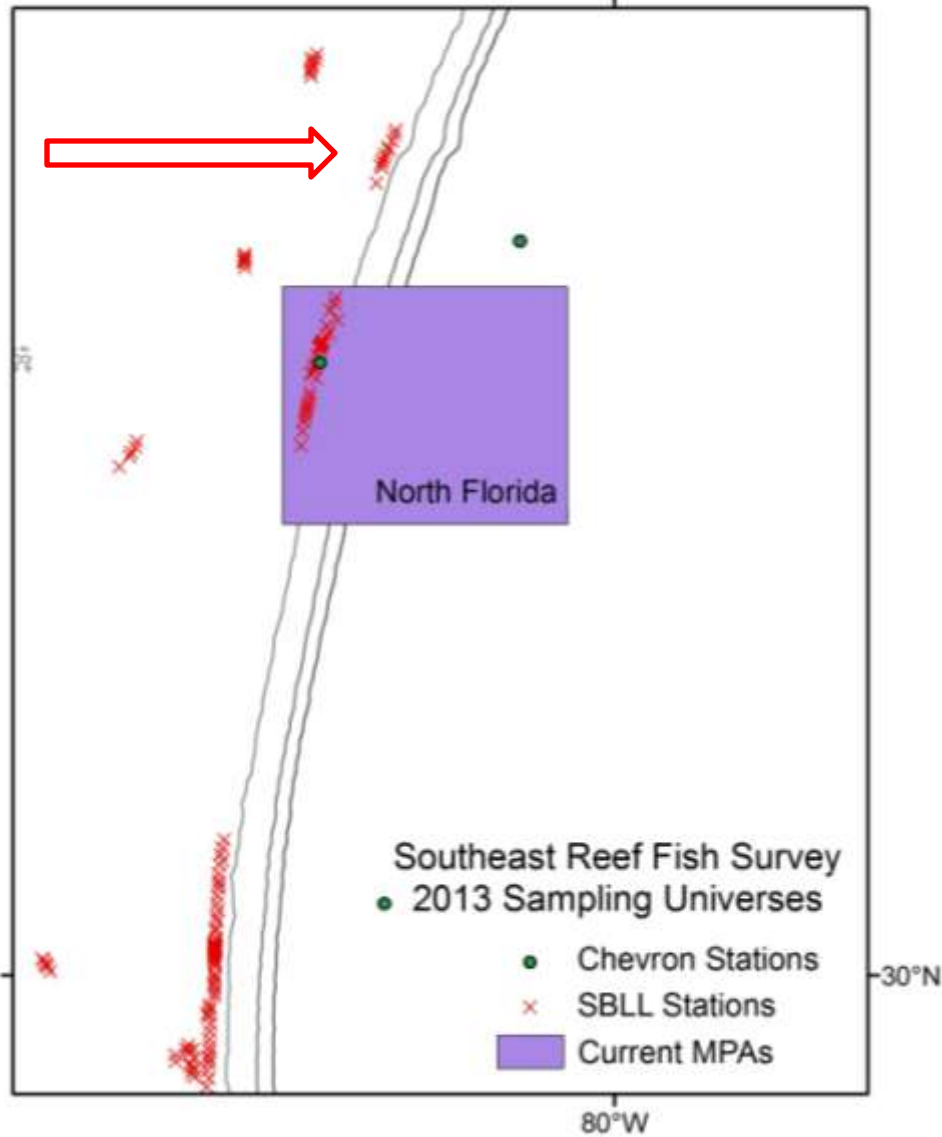 North Florida
Southeast Reef Fish Survey
2013 Sampling Universes
Chevron Stations
SBLL Stations
Current MPAs
30°N
80°W